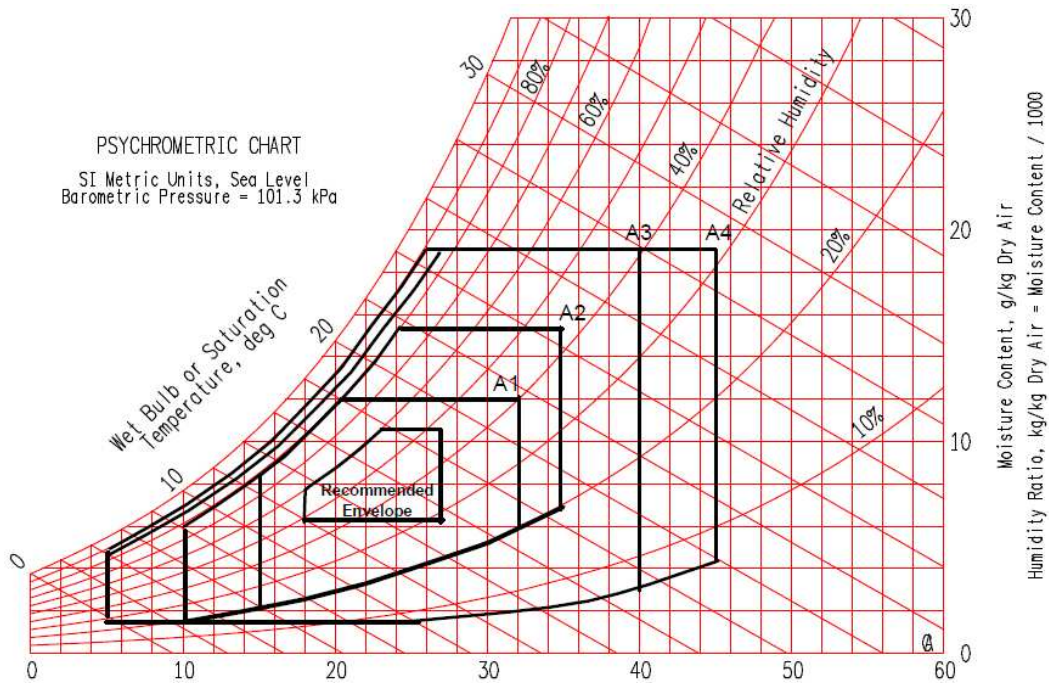 PSYCHROMETRIC CHART
SI Metric Units, Sea Level
Barometric Pressure = 101.3 kPa
Wet Bulb or Saturation
Temperature, deg C
0
10
20
30
80%
60%
40%
20%
10%
Relative Humidity
A3
A4
A2
A1
Recommended
Envelope
30
20
10
0
Moisture Content, g/kg Dry Air
Humidity Ratio, kg/kg Dry Air = Moisture Content / 1000
0
10
20
30
40
50
60